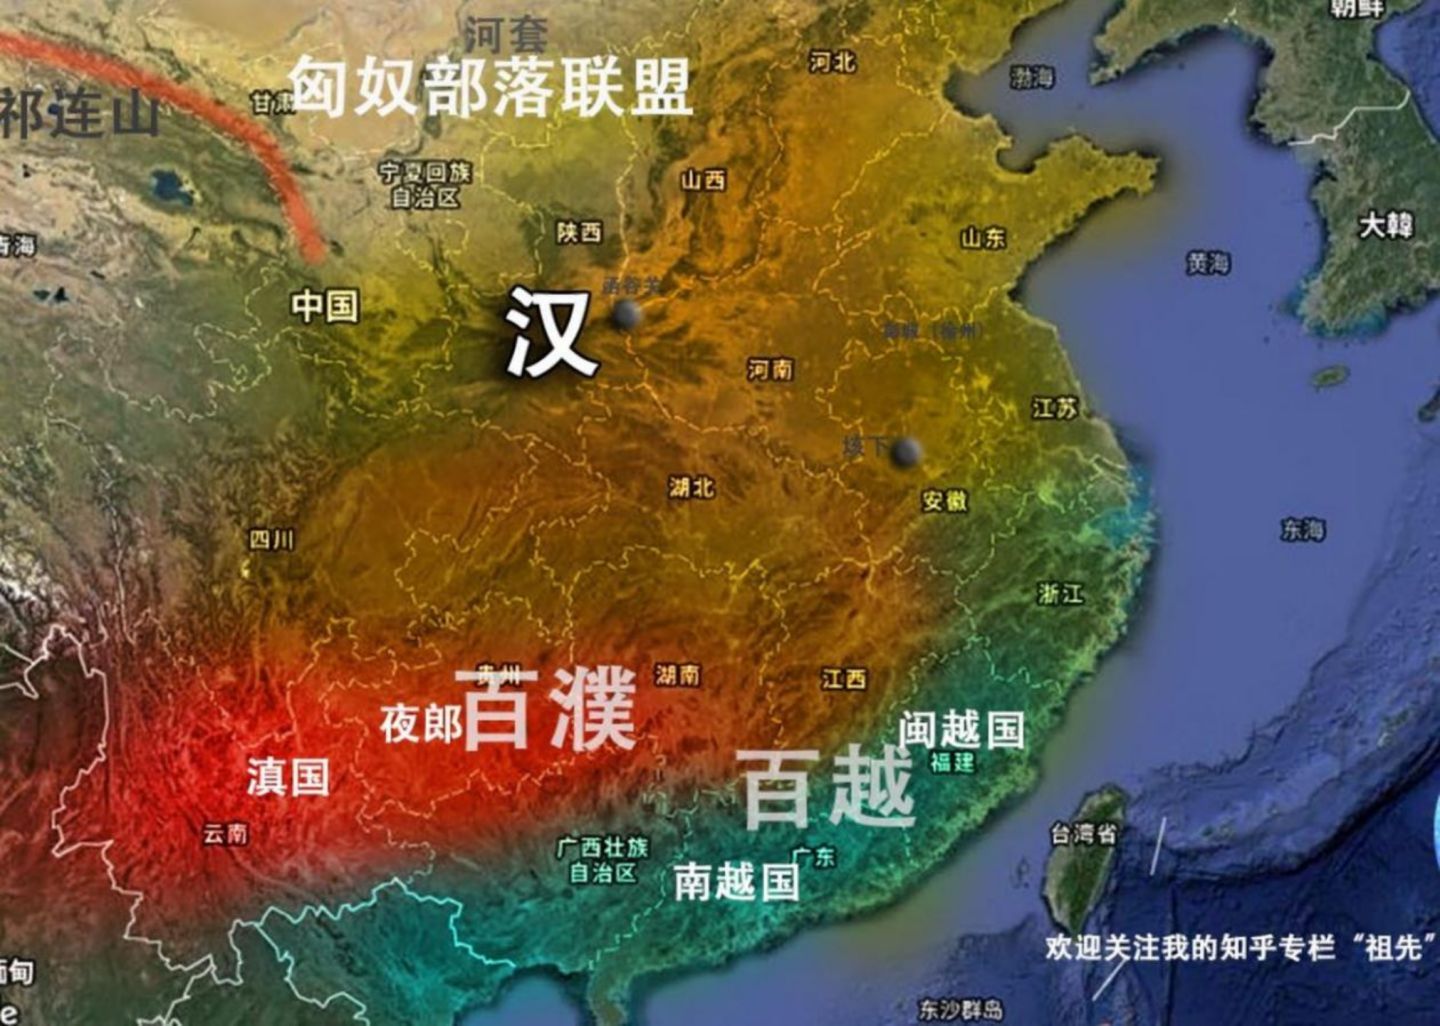 朝鲜
河套
河北
匈奴部落联盟
渤海
甘肃
祁连山
宁夏回族
自治区
山西
陕西
山东
大韓
青海
黄海
函谷关
中国
汉
彭城（徐州）
河南
江苏
垓下
湖北
安徽
东海
四川
浙江
贵州
湖南
江西
百濮
夜郎
闽越国
福建
滇国
百越
云南
台湾省
广西壮族
自治区
广东
南越国
欢迎关注我的知乎专栏“祖先”
缅甸
东沙群岛